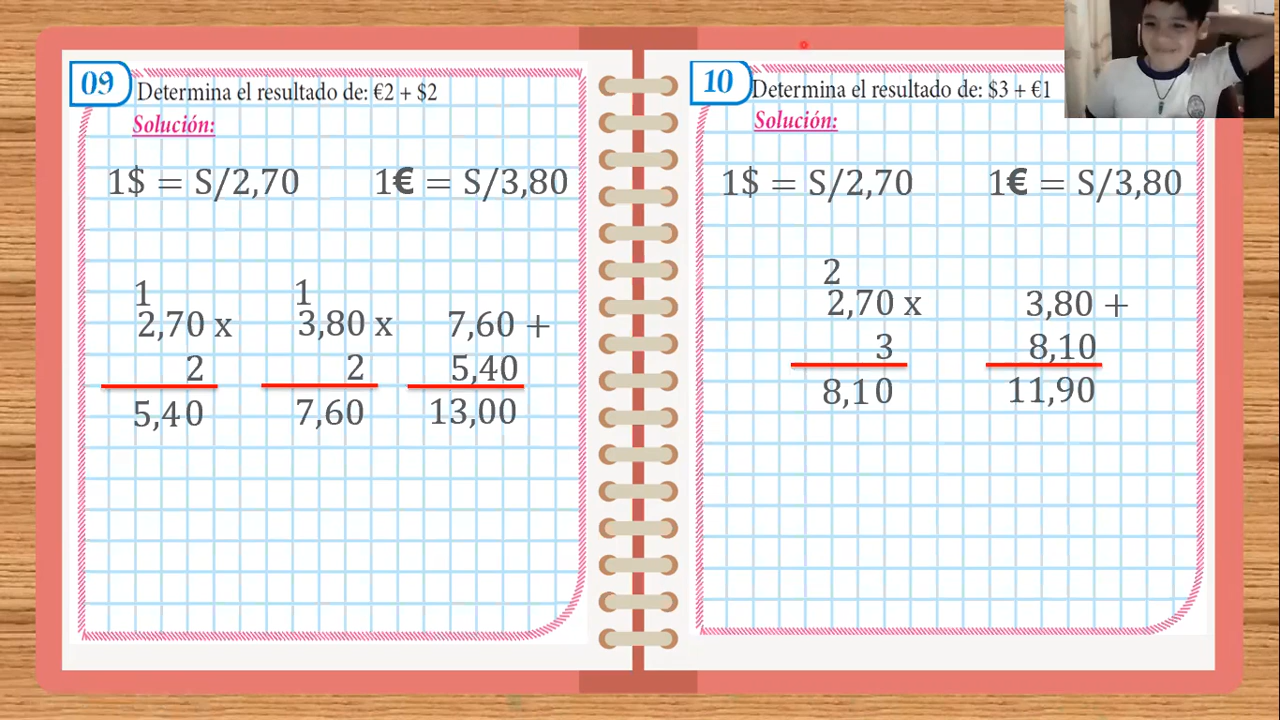 09
Determina el resultado de: €2 + $2
Solución:
1$ = S/2,70 1€ = S/3,80
1 1
2,70 x 3,80 x 7,60 +
2 2 5,40
5,40 7,60 13,00
10
Determina el resultado de: $3 + €1
Solución:
1$ = S/2,70 1€ = S/3,80
2
2,70 x 3,80 +
3 8,10
8,10 11,90